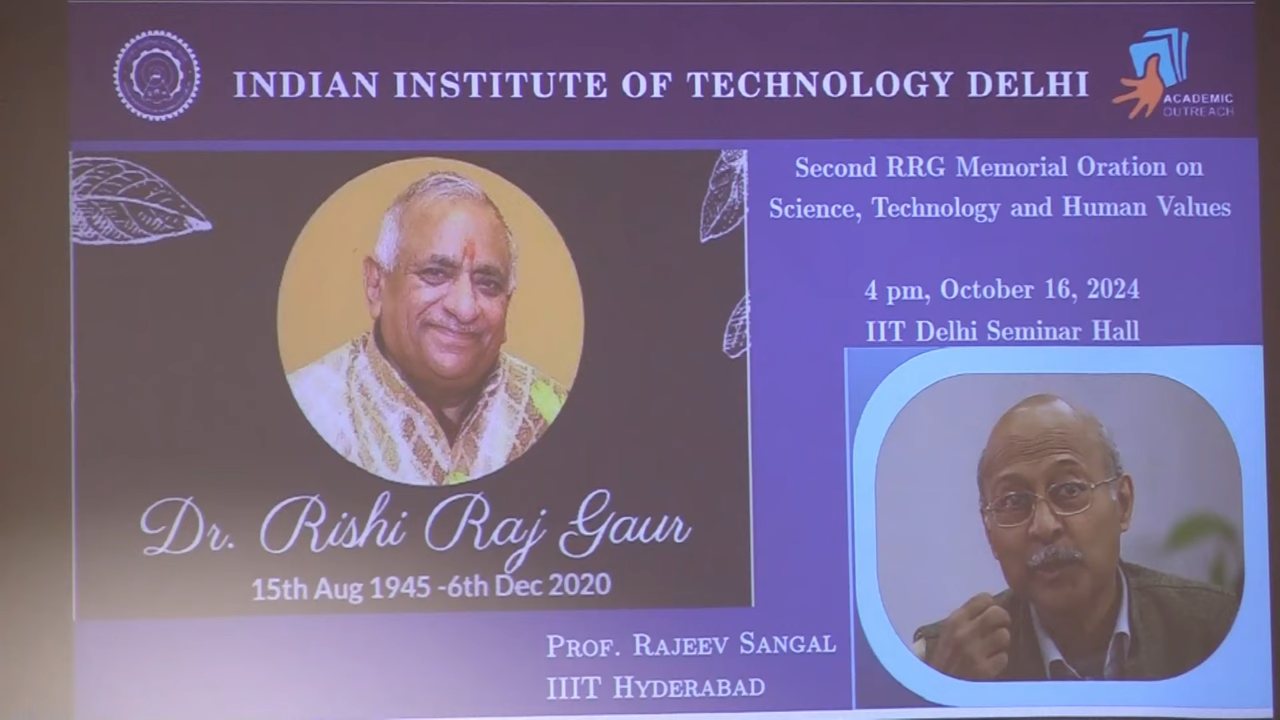 INDIAN INSTITUTE OF TECHNOLOGY DELHI
ACADEMIC
OUTREACH
Second RRG Memorial Oration on
Science, Technology and Human Values
4 pm, October 16, 2024
IIT Delhi Seminar Hall
Dr. Rishi Raj Gaur
15th Aug 1945 -6th Dec 2020
PROF. RAJEEV SANGAL
IIIT HYDERABAD